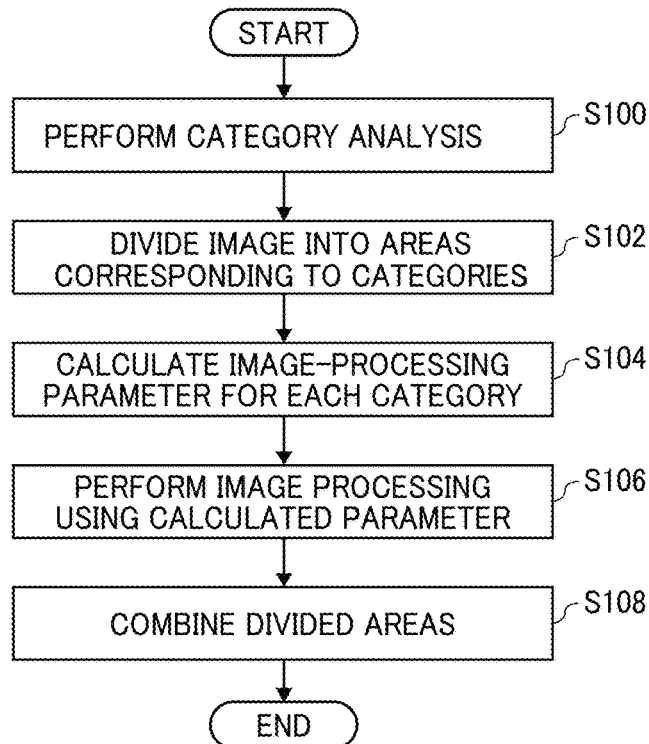 START
PERFORM CATEGORY ANALYSIS
S100
DIVIDE IMAGE INTO AREAS
CORRESPONDING TO CATEGORIES
S102
CALCULATE IMAGE-PROCESSING
PARAMETER FOR EACH CATEGORY
S104
PERFORM IMAGE PROCESSING
USING CALCULATED PARAMETER
S106
COMBINE DIVIDED AREAS
S108
END